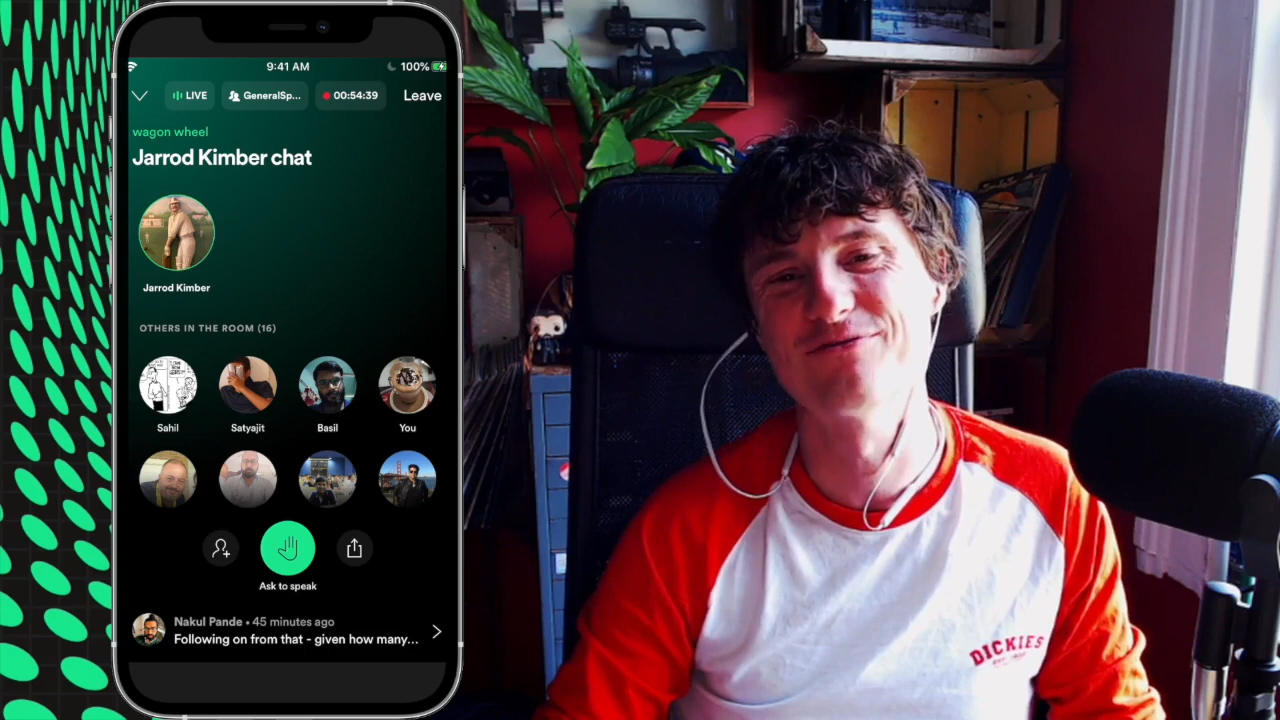 9:41 AM
100%
LIVE
GeneralSp...
00:54:39
Leave
wagon wheel
Jarrod Kimber chat
Jarrod Kimber
OTHERS IN THE ROOM (16)
Sahil
Satyajit
Basil
You
Ask to speak
Nakul Pande • 45 minutes ago
Following on from that - given how many...
DICKIES